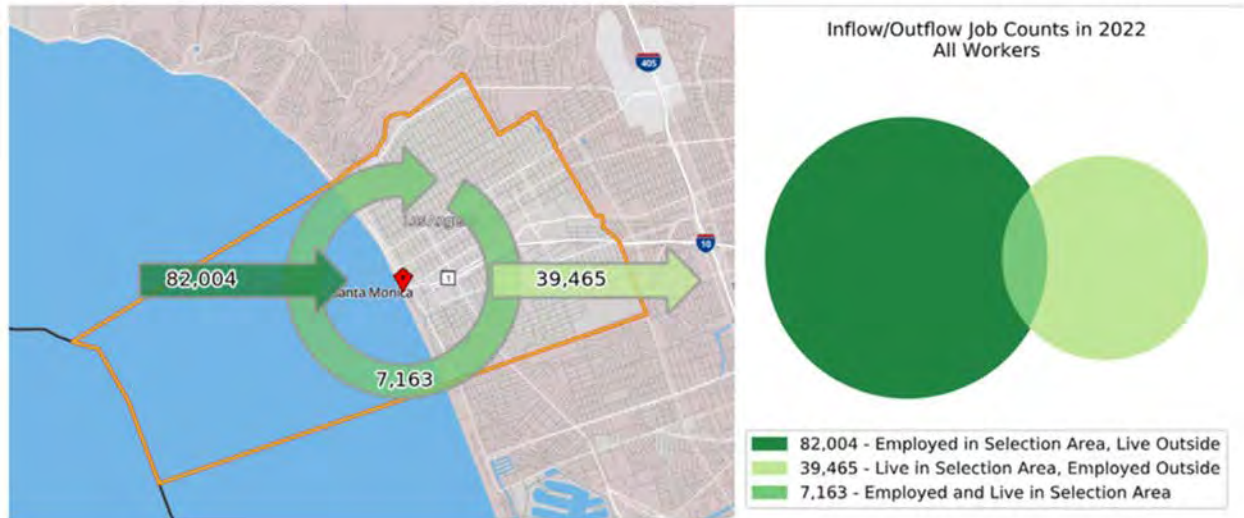 Inflow/Outflow Job Counts in 2022
All Workers
405
10
1
82,004
39,465
7,163
82,004 - Employed in Selection Area, Live Outside
39,465 - Live in Selection Area, Employed Outside
7,163 - Employed and Live in Selection Area